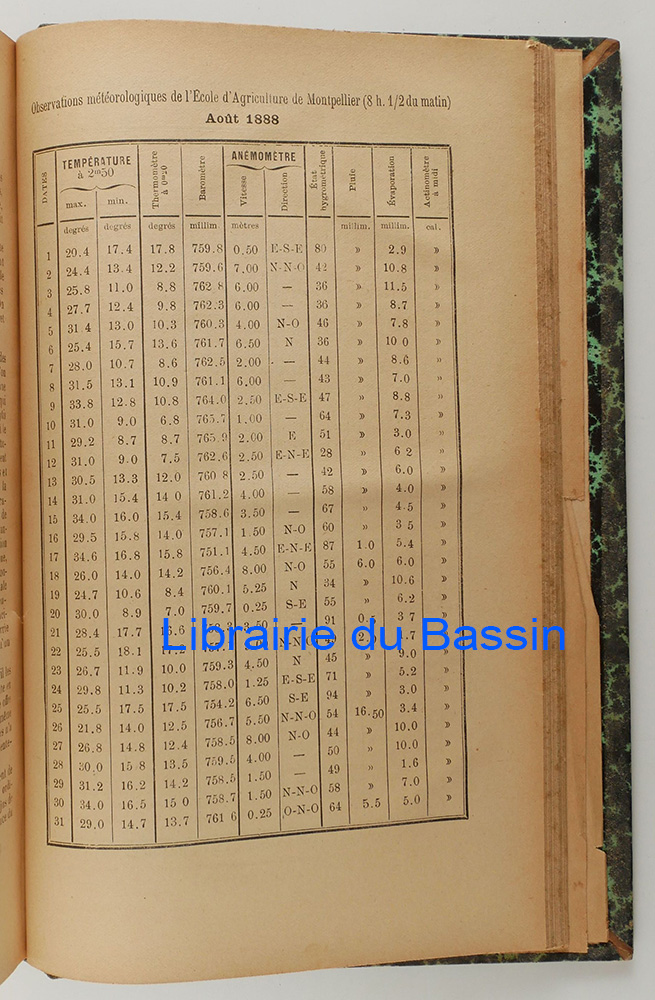 Observations météorologiques de l'École d'Agriculture de Montpellier (8 h. 1/2 du matin)
Août 1888
DATES TEMPÉRATURE à 2m50 max. min. Thermomètre à 0m20 Baromètre ANÉMOMÈTRE Vitesse Direction État hygrométrique Pluie Évaporation Actinomètre à midi
degrés degrés degrés millim. mètres millim. millim. cal.
1 29.4 17.4 17.8 759.8 0.50 E-S-E 80 » 2.9 »
2 24.4 13.4 12.2 759.6 7.00 N-N-O 42 » 10.8 »
3 25.8 11.0 8.8 762 8 6.00 — 36 » 11.5 »
4 27.7 12.4 9.8 762.3 6.00 — 36 » 8.7 »
5 31 4 13.0 10.3 760.3 4.00 N-O 46 » 7.8 »
6 25.4 15.7 13.6 761.7 6.50 N 36 » 10 0 »
7 28.0 10.7 8.6 762.5 2.00 — 44 » 8.6 »
8 31.5 13.1 10.9 761.1 6.00 — 43 » 7.0 »
9 33.8 12.8 10.8 764.0 2.50 E-S-E 47 » 8.8 »
10 31.0 9.0 6.8 765.7 1.00 — 64 » 7.3 »
11 29.2 8.7 8.7 765.9 2.00 E 51 » 3.0 »
12 31.0 9.0 7.5 762.6 2.50 E-N-E 28 » 6 2 »
13 30.5 13.3 12.0 760 8 2.50 — 42 » 6.0 »
14 31.0 15.4 14 0 761.2 4.00 — 58 » 4.0 »
15 34.0 16.0 15.4 758.6 3.50 — 67 » 4 5 »
16 29.5 15.8 14.0 757.1 1.50 N-O 60 » 3 5 »
17 34.6 16.8 15.8 751.1 4.50 E-N-E 87 1.0 5.4 »
18 26.0 14.0 14.2 756.4 8.00 N-O 55 6.0 6.0 »
19 24.7 10.6 8.4 760.1 5.25 N 34 » 10.6 »
20 30.0 8.9 7.0 759.7 0.25 S-E 55 » 6.2 »
21 28.4 17.7 3.50 — 91 3 7 »
22 25.5 18.1 »
Librairie du Bassin
23 26.7 11.9 10.0 759.3 4.50 N 45 » 9.0 »
24 29.8 11.3 10.2 758.0 1.25 E-S-E 71 » 5.2 »
25 25.5 17.5 17.5 754.2 6.50 S-E 94 » 3.0 »
26 21.8 14.0 12.5 756.7 5.50 N-N-O 54 16.50 3.4 »
27 26.8 14.8 12.4 758.5 8.00 N-O 44 » 10.0 »
28 30,0 15 8 13.5 759.5 4.00 — 50 » 10.0 »
29 31.2 16.2 14.2 758.5 1.50 — 49 » 1.6 »
30 34.0 16.5 15 0 758.7 1.50 N-N-O 58 » 7.0 »
31 29.0 14.7 13.7 761 6 0.25 O-N-O 64 5.5 5.0 »